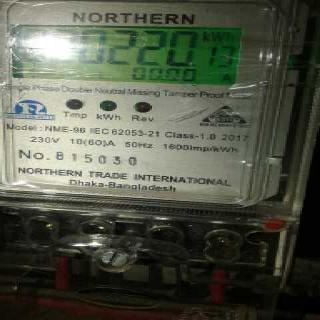 NORTHERN
0220.13 kWh
0000 A
Single Phase Double Neutral Missing Tamper Proof
Tmp kWh Rev
Model: NME-96 IEC 62053-21 Class-1.0 2017
230V 10(60)A 50Hz 1600imp/kWh
No. 815030
NORTHERN TRADE INTERNATIONAL
Dhaka-Bangladesh